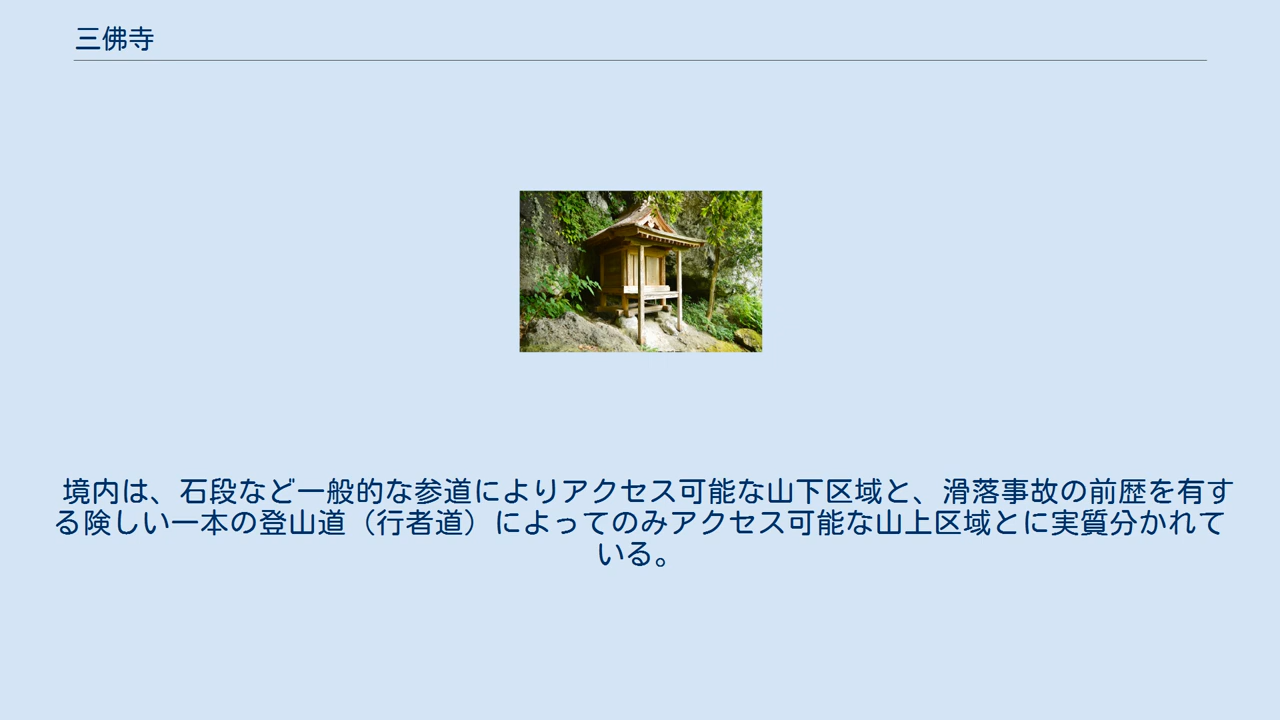 三佛寺
境内は、石段など一般的な参道によりアクセス可能な山下区域と、滑落事故の前歴を有す
る険しい一本の登山道（行者道）によってのみアクセス可能な山上区域とに実質分かれて
いる。